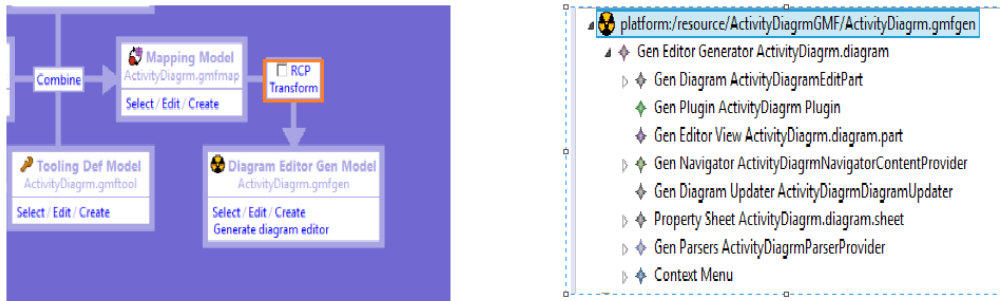 Combine
Mapping Model
ActivityDiagrm.gmfmap
Select / Edit / Create
RCP
Transform
Tooling Def Model
ActivityDiagrm.gmftool
Select / Edit / Create
Diagram Editor Gen Model
ActivityDiagrm.gmfgen
Select / Edit / Create
Generate diagram editor
platform:/resource/ActivityDiagrmGMF/ActivityDiagrm.gmfgen
Gen Editor Generator ActivityDiagrm.diagram
Gen Diagram ActivityDiagramEditPart
Gen Plugin ActivityDiagrm Plugin
Gen Editor View ActivityDiagrm.diagram.part
Gen Navigator ActivityDiagrmNavigatorContentProvider
Gen Diagram Updater ActivityDiagrmDiagramUpdater
Property Sheet ActivityDiagrm.diagram.sheet
Gen Parsers ActivityDiagrmParserProvider
Context Menu